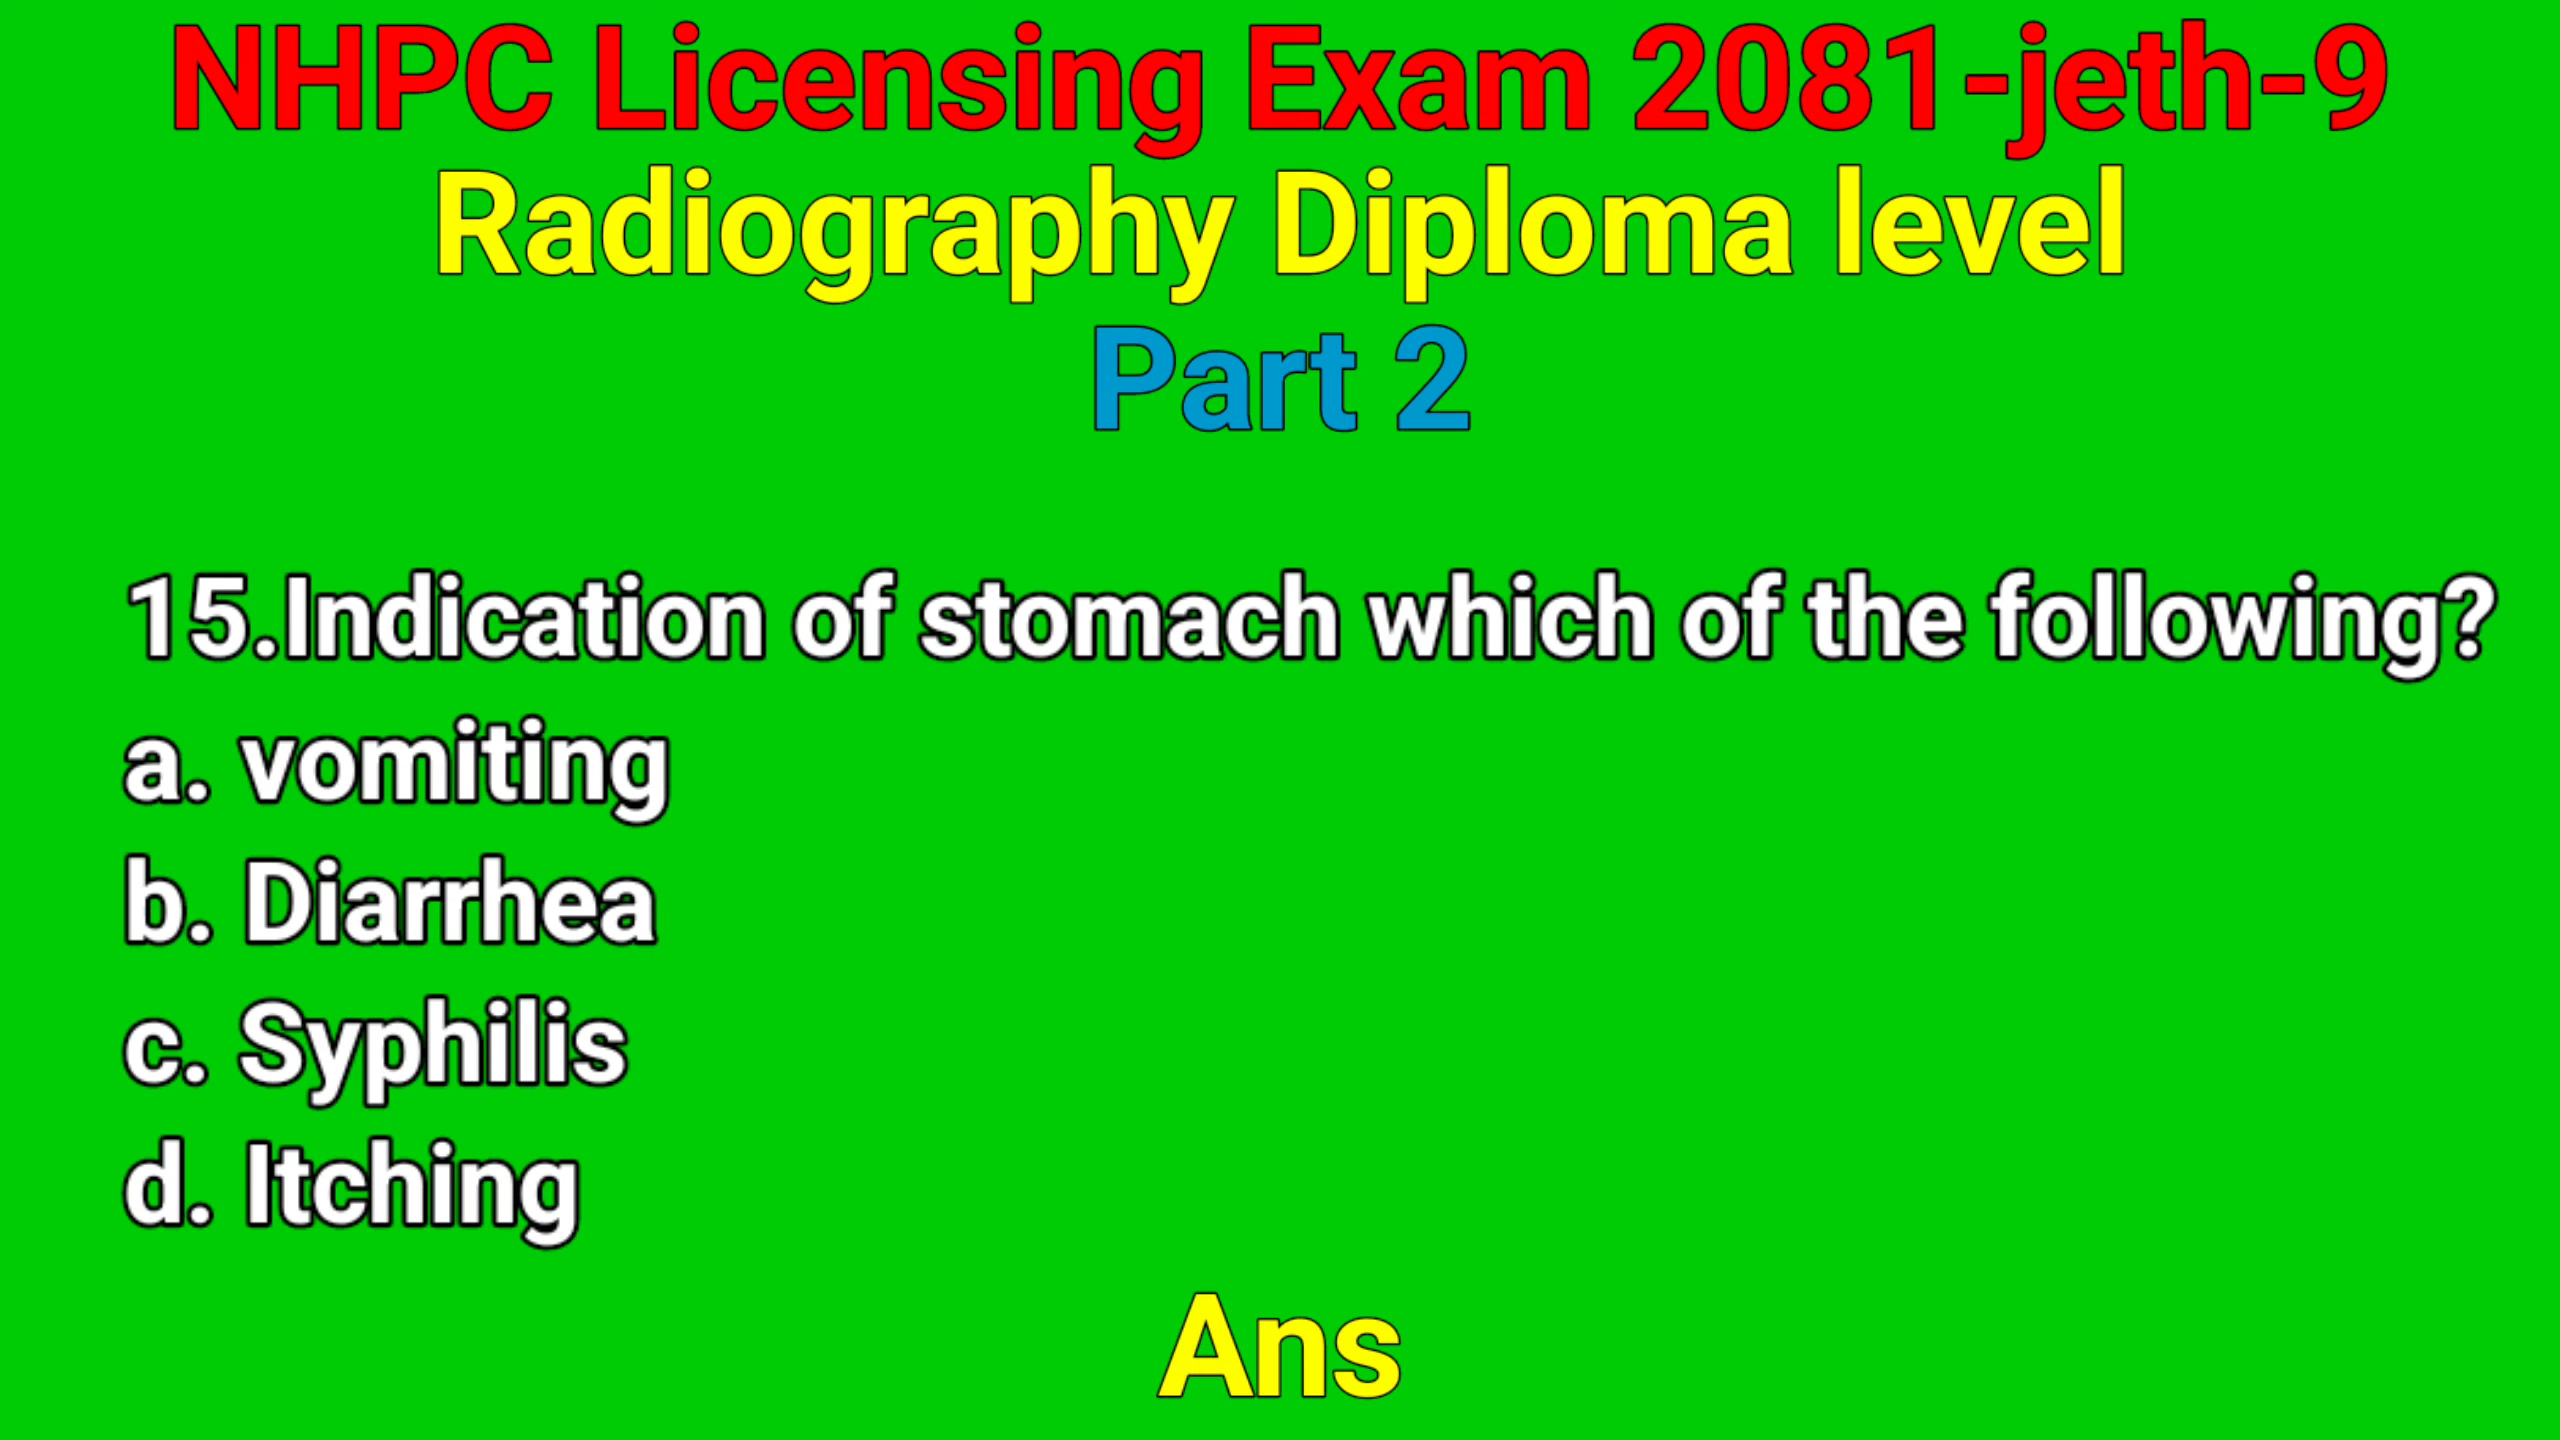 NHPC Licensing Exam 2081-jeth-9
Radiography Diploma level
Part 2
15.Indication of stomach which of the following?
a. vomiting
b. Diarrhea
c. Syphilis
d. Itching
Ans